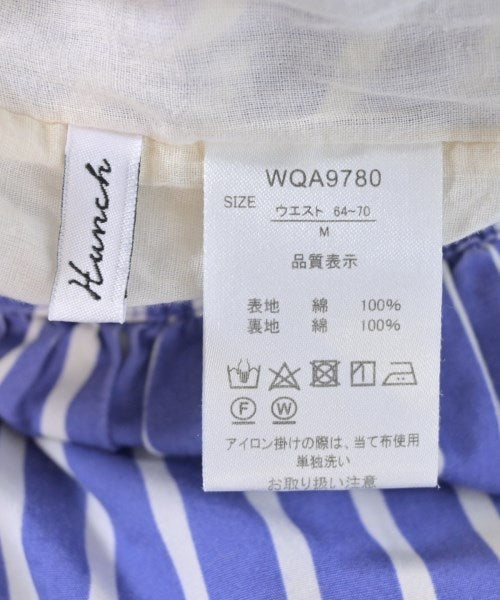 Hunch
WQA9780
SIZE ウエスト 64~70
M
品質表示
表地 綿 100%
裏地 綿 100%
F W
アイロン掛けの際は、当て布使用
単独洗い
お取り扱い注意